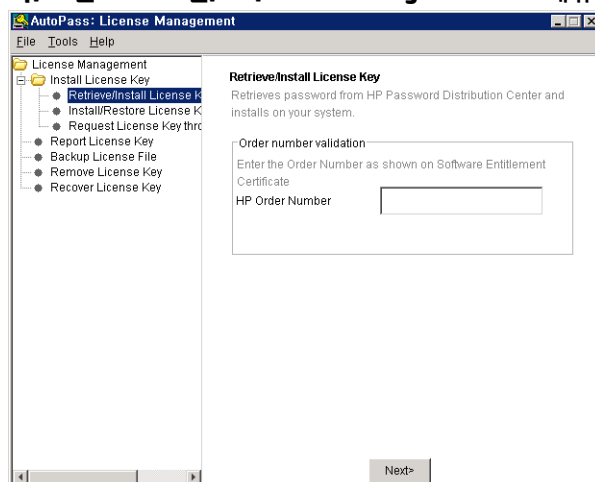 AutoPass: License Management
File Tools Help
License Management
Install License Key
Retrieve/Install License K
Install/Restore License K
Request License Key thro
Report License Key
Backup License File
Remove License Key
Recover License Key
Retrieve/Install License Key
Retrieves password from HP Password Distribution Center and
installs on your system.
Order number validation
Enter the Order Number as shown on Software Entitlement
Certificate
HP Order Number
Next>